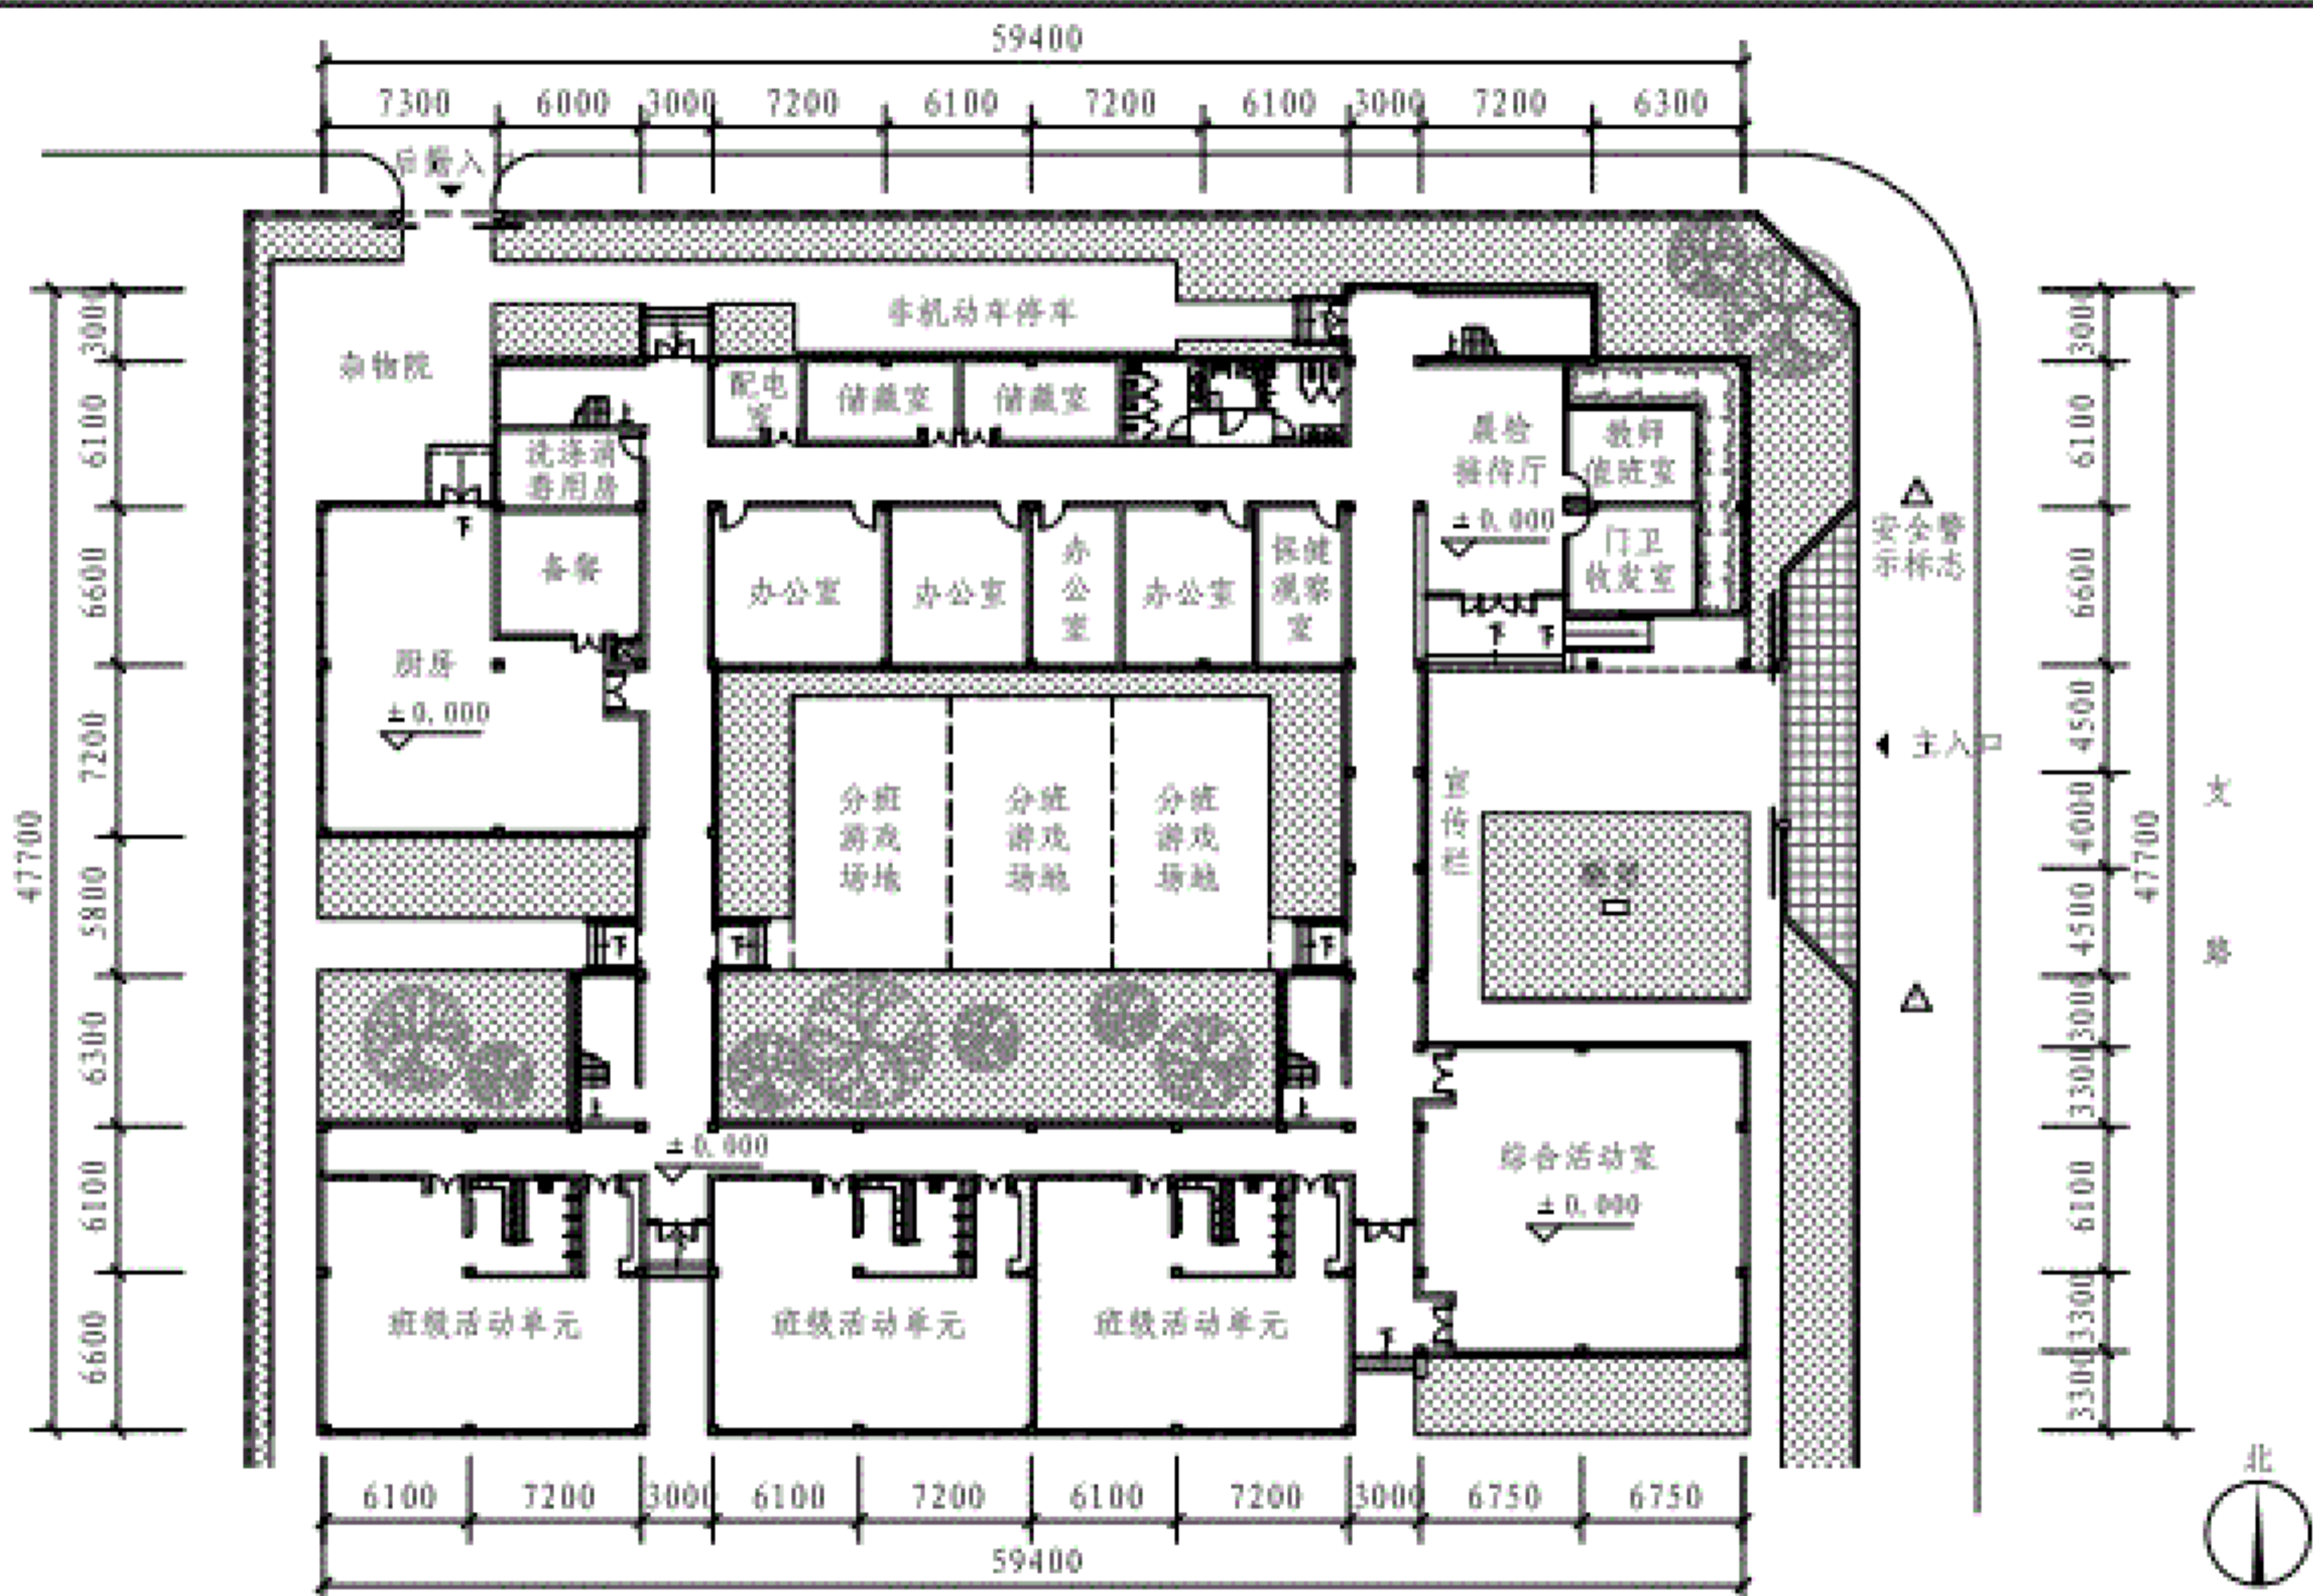 59400
7300 6000 3000 7200 6100 7200 6100 3000 7200 6300
后勤入
非机动车停车
杂物院
配电
室
储藏室
储藏室
晨检
接待厅
±0.000
教师
值班室
门卫
收发室
洗涤消
毒用房
备餐
办公室
办公室
办
公
室
办公室
保健
观察
室
安全警
示标志
厨房
±0.000
主入口
分班
游戏
场地
分班
游戏
场地
分班
游戏
场地
支
路
±0.000
综合活动室
±0.000
班级活动单元
班级活动单元
班级活动单元
3000
6100
6600
7200
5800
6300
6100
6600
47700
3000
6100
6600
4500
4000
4500
3000
3300
6100
3300
3300
47700
北
6100 7200 3000 6100 7200 6100 7200 3000 6750 6750
59400